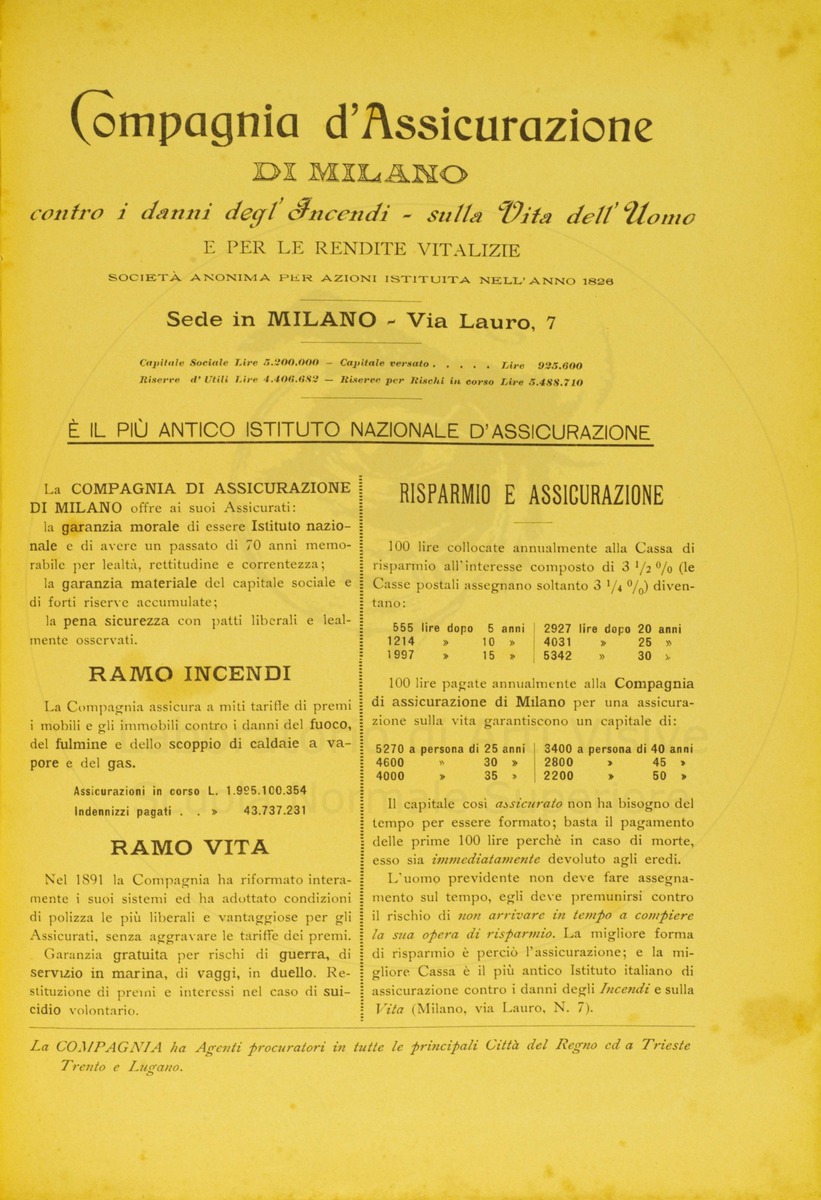 Compagnia d'Assicurazione
DI MILANO
contro i danni degl' Incendi - sulla Vita dell' Uomo
E PER LE RENDITE VITALIZIE
SOCIETÀ ANONIMA PER AZIONI ISTITUITA NELL' ANNO 1826
Sede in MILANO - Via Lauro, 7
Capitale Sociale Lire 5.200.000 — Capitale versato . . . . . Lire 925.600
Riserve d' Utili Lire 4.406.682 — Riserve per Rischi in corso Lire 5.488.710
È IL PIÙ ANTICO ISTITUTO NAZIONALE D'ASSICURAZIONE
La COMPAGNIA DI ASSICURAZIONE
DI MILANO offre ai suoi Assicurati:
la garanzia morale di essere Istituto nazio-
nale e di avere un passato di 70 anni memo-
rabile per lealtà, rettitudine e correntezza;
la garanzia materiale del capitale sociale e
di forti riserve accumulate;
la pena sicurezza con patti liberali e leal-
mente osservati.
RAMO INCENDI
La Compagnia assicura a miti tariffe di premi
i mobili e gli immobili contro i danni del fuoco,
del fulmine e dello scoppio di caldaie a va-
pore e del gas.
Assicurazioni in corso L. 1.995.100.354
Indennizzi pagati . . » 43.737.231
RAMO VITA
Nel 1891 la Compagnia ha riformato intera-
mente i suoi sistemi ed ha adottato condizioni
di polizza le più liberali e vantaggiose per gli
Assicurati, senza aggravare le tariffe dei premi.
Garanzia gratuita per rischi di guerra, di
servizio in marina, di vaggi, in duello. Re-
stituzione di premi e interessi nel caso di sui-
cidio volontario.
RISPARMIO E ASSICURAZIONE
100 lire collocate annualmente alla Cassa di
risparmio all'interesse composto di 3 1/2 % (le
Casse postali assegnano soltanto 3 1/4 %) diven-
tano:
555 lire dopo 5 anni | 2927 lire dopo 20 anni
1214 » 10 » | 4031 » 25 »
1997 » 15 » | 5342 » 30 »
100 lire pagate annualmente alla Compagnia
di assicurazione di Milano per una assicura-
zione sulla vita garantiscono un capitale di:
5270 a persona di 25 anni | 3400 a persona di 40 anni
4600 » 30 » | 2800 » 45 »
4000 » 35 » | 2200 » 50 »
Il capitale così assicurato non ha bisogno del
tempo per essere formato; basta il pagamento
delle prime 100 lire perchè in caso di morte,
esso sia immediatamente devoluto agli eredi.
L'uomo previdente non deve fare assegna-
mento sul tempo, egli deve premunirsi contro
il rischio di non arrivare in tempo a compiere
la sua opera di risparmio. La migliore forma
di risparmio è perciò l'assicurazione; e la mi-
gliore Cassa è il più antico Istituto italiano di
assicurazione contro i danni degli Incendi e sulla
Vita (Milano, via Lauro, N. 7).
La COMPAGNIA ha Agenti procuratori in tutte le principali Città del Regno ed a Trieste
Trento e Lugano.